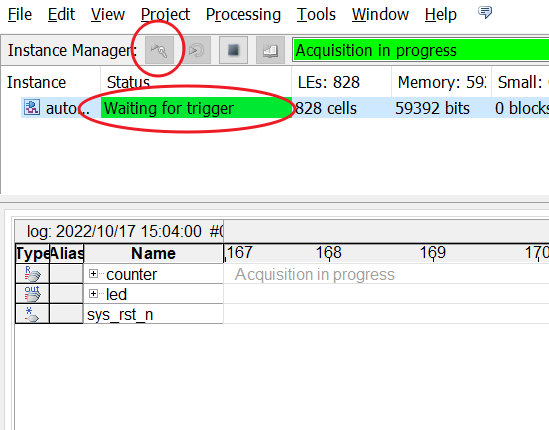 File Edit View Project Processing Tools Window Help
Instance Manager: Acquisition in progress
Instance Status LEs: 828 Memory: 593 Small:
auto... Waiting for trigger 828 cells 59392 bits 0 blocks
log: 2022/10/17 15:04:00 #0
Type Alias Name 167 168 169 170
R counter Acquisition in progress
out led
* sys_rst_n